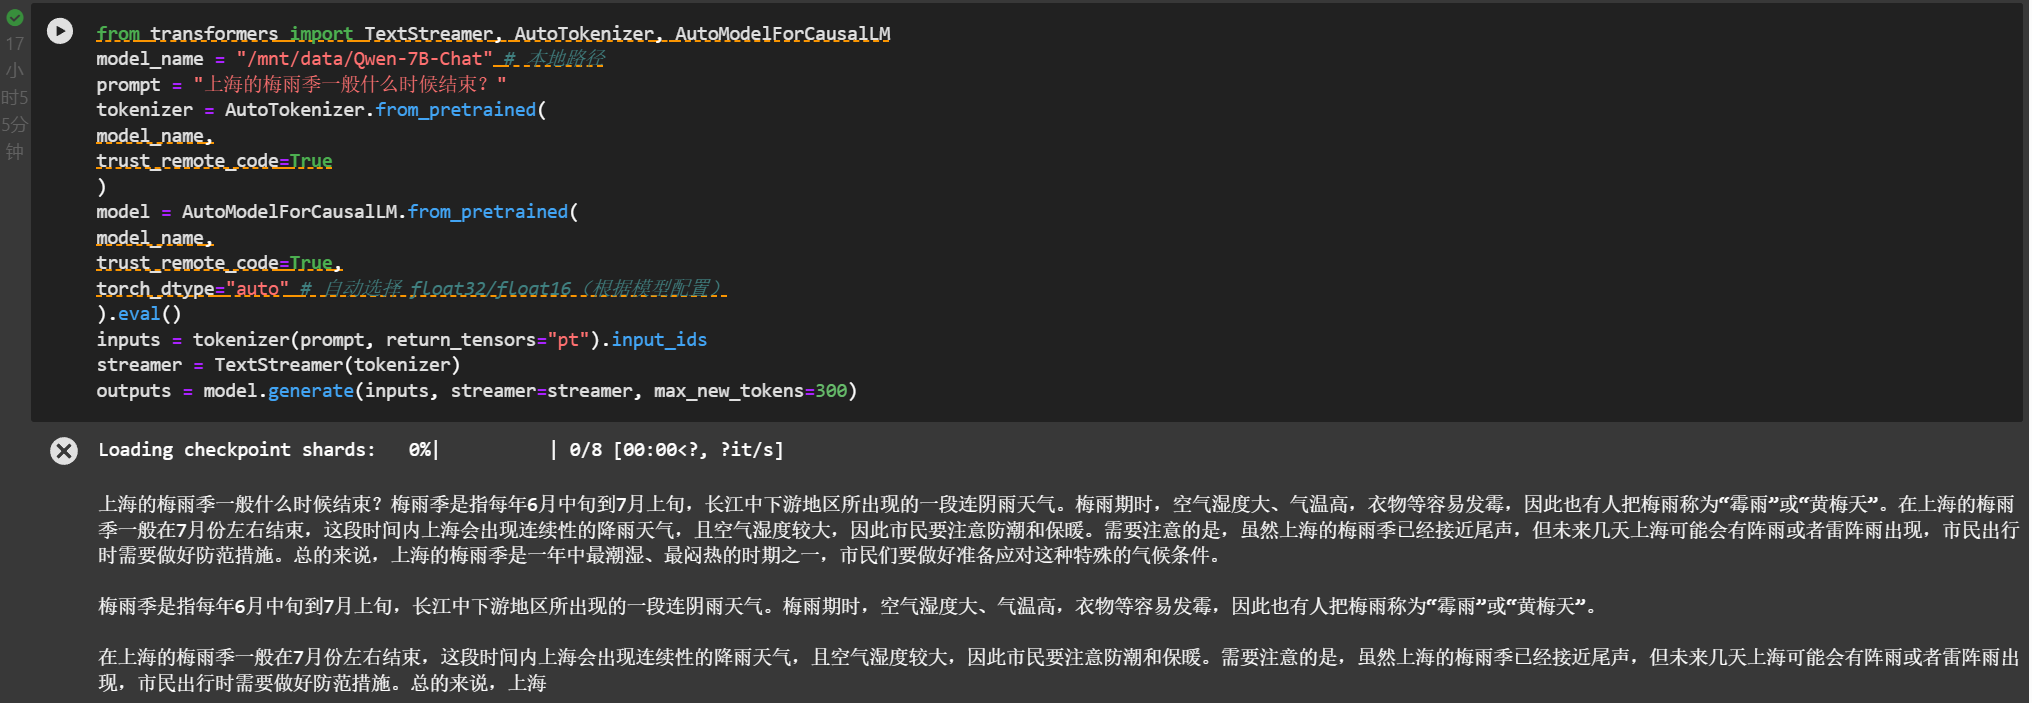 17
小
时5
5分
钟
from transformers import TextStreamer, AutoTokenizer, AutoModelForCausalLM
model_name = "/mnt/data/Qwen-7B-Chat" # 本地路径
prompt = "上海的梅雨季一般什么时候结束？"
tokenizer = AutoTokenizer.from_pretrained(
model_name,
trust_remote_code=True
)
model = AutoModelForCausalLM.from_pretrained(
model_name,
trust_remote_code=True,
torch_dtype="auto" # 自动选择 float32/float16（根据模型配置）
).eval()
inputs = tokenizer(prompt, return_tensors="pt").input_ids
streamer = TextStreamer(tokenizer)
outputs = model.generate(inputs, streamer=streamer, max_new_tokens=300)
Loading checkpoint shards:   0%|          | 0/8 [00:00<?, ?it/s]
上海的梅雨季一般什么时候结束？梅雨季是指每年6月中旬到7月上旬，长江中下游地区所出现的一段连阴雨天气。梅雨期时，空气湿度大、气温高，衣物等容易发霉，因此也有人把梅雨称为“霉雨”或“黄梅天”。在上海的梅雨
季一般在7月份左右结束，这段时间内上海会出现连续性的降雨天气，且空气湿度较大，因此市民要注意防潮和保暖。需要注意的是，虽然上海的梅雨季已经接近尾声，但未来几天上海可能会有阵雨或者雷阵雨出现，市民出行
时需要做好防范措施。总的来说，上海的梅雨季是一年中最潮湿、最闷热的时期之一，市民们要做好准备应对这种特殊的气候条件。
梅雨季是指每年6月中旬到7月上旬，长江中下游地区所出现的一段连阴雨天气。梅雨期时，空气湿度大、气温高，衣物等容易发霉，因此也有人把梅雨称为“霉雨”或“黄梅天”。
在上海的梅雨季一般在7月份左右结束，这段时间内上海会出现连续性的降雨天气，且空气湿度较大，因此市民要注意防潮和保暖。需要注意的是，虽然上海的梅雨季已经接近尾声，但未来几天上海可能会有阵雨或者雷阵雨出
现，市民出行时需要做好防范措施。总的来说，上海